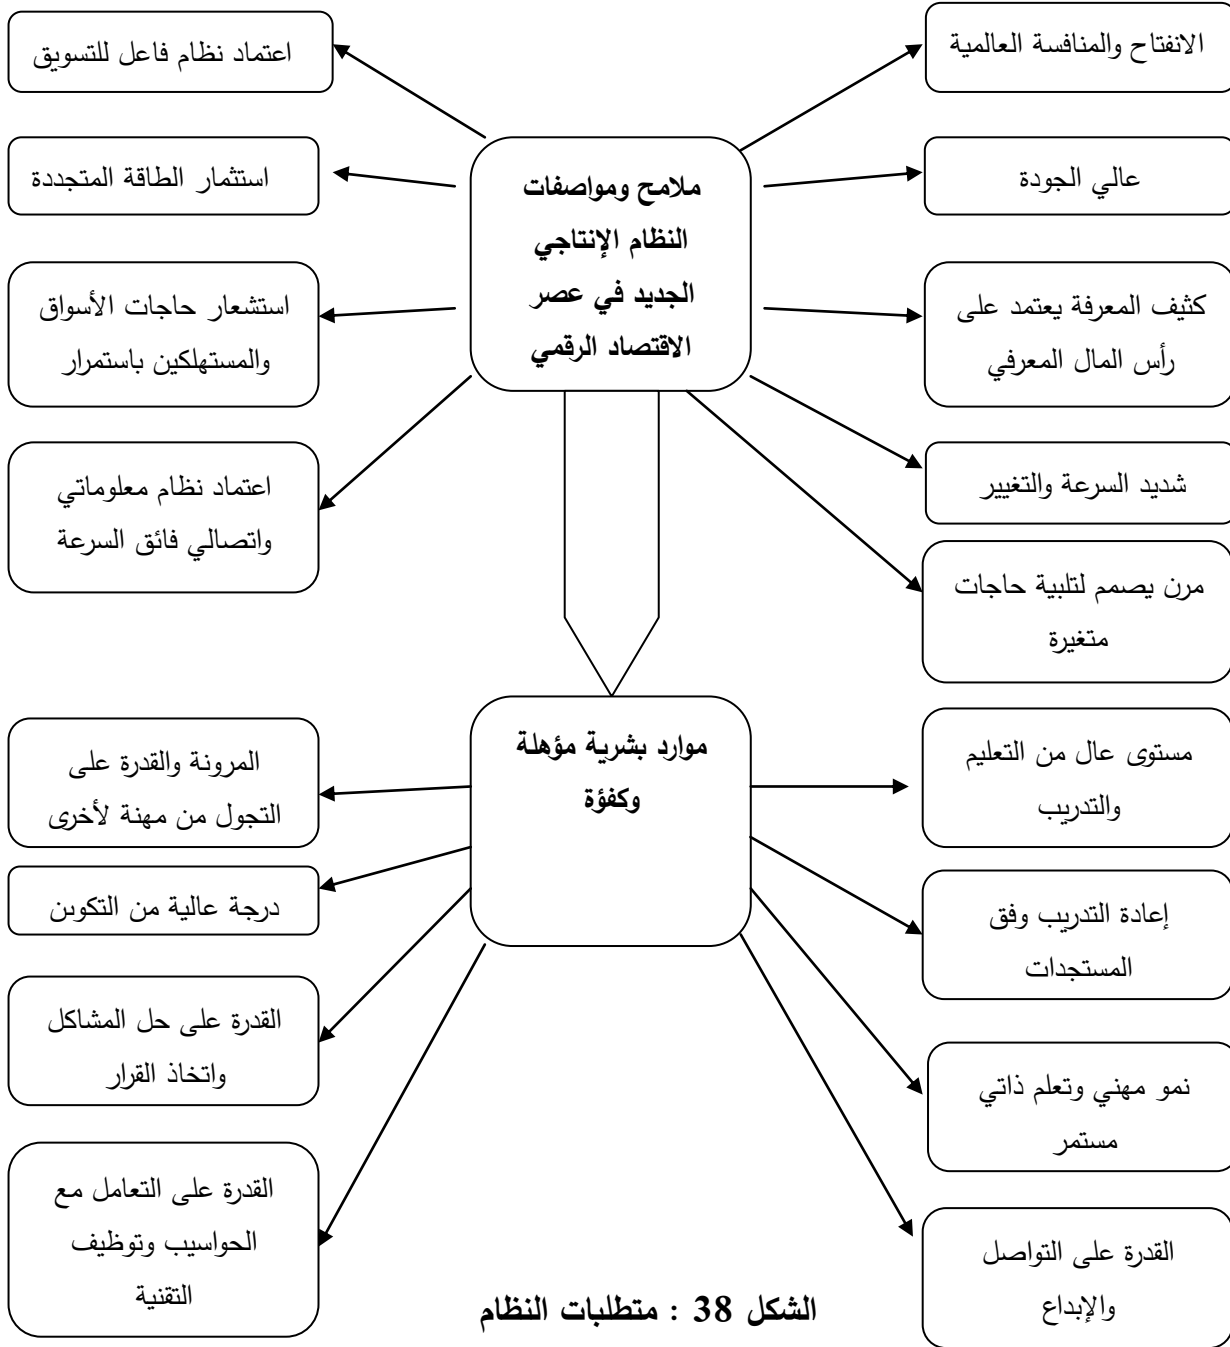 الانفتاح والمنافسة العالمية
عالي الجودة
كثيف المعرفة يعتمد على
رأس المال المعرفي
شديد السرعة والتغيير
مرن يصمم لتلبية حاجات
متغيرة
ملامح ومواصفات
النظام الإنتاجي
الجديد في عصر
الاقتصاد الرقمي
اعتماد نظام فاعل للتسويق
استثمار الطاقة المتجددة
استشعار حاجات الأسواق
والمستهلكين باستمرار
اعتماد نظام معلوماتي
واتصالي فائق السرعة
مستوى عال من التعليم
والتدريب
إعادة التدريب وفق
المستجدات
نمو مهني وتعلم ذاتي
مستمر
القدرة على التواصل
والإبداع
موارد بشرية مؤهلة
وكفؤة
المرونة والقدرة على
التجول من مهنة لأخرى
درجة عالية من التكوين
القدرة على حل المشاكل
واتخاذ القرار
القدرة على التعامل مع
الحواسيب وتوظيف
التقنية
الشكل 38 : متطلبات النظام